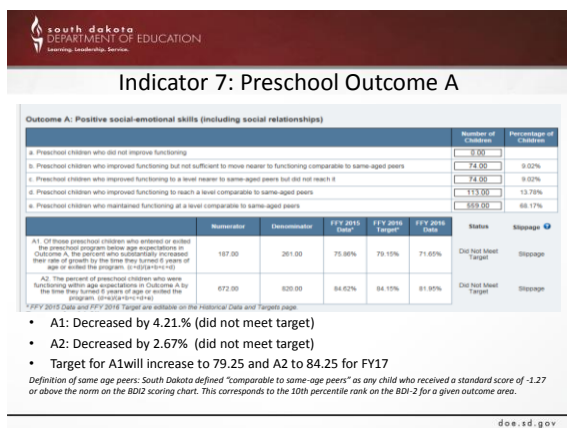 south dakota
DEPARTMENT OF EDUCATION
Learning. Leadership. Service.
Indicator 7: Preschool Outcome A
Outcome A: Positive social-emotional skills (including social relationships)
Number of Children
Percentage of Children
a. Preschool children who did not improve functioning
0.00
b. Preschool children who improved functioning but not sufficient to move nearer to functioning comparable to same-aged peers
74.00
9.02%
c. Preschool children who improved functioning to a level nearer to same-aged peers but did not reach it
74.00
9.02%
d. Preschool children who improved functioning to reach a level comparable to same-aged peers
113.00
13.78%
e. Preschool children who maintained functioning at a level comparable to same-aged peers
559.00
68.17%
Numerator
Denominator
FFY 2015 Data*
FFY 2016 Target*
FFY 2016 Data
Status
Slippage
A1. Of those preschool children who entered or exited
the preschool program below age expectations in
Outcome A, the percent who substantially increased
their rate of growth by the time they turned 6 years of
age or exited the program. (c+d)/(a+b+c+d)
187.00
261.00
75.86%
79.15%
71.65%
Did Not Meet Target
Slippage
A2. The percent of preschool children who were
functioning within age expectations in Outcome A by
the time they turned 6 years of age or exited the
program. (d+e)/(a+b+c+d+e)
672.00
820.00
84.62%
84.15%
81.95%
Did Not Meet Target
Slippage
* FFY 2015 Data and FFY 2016 Target are editable on the Historical Data and Targets page.
• A1: Decreased by 4.21.% (did not meet target)
• A2: Decreased by 2.67% (did not meet target)
• Target for A1will increase to 79.25 and A2 to 84.25 for FY17
Definition of same age peers: South Dakota defined “comparable to same-age peers” as any child who received a standard score of -1.27
or above the norm on the BDI2 scoring chart. This corresponds to the 10th percentile rank on the BDI-2 for a given outcome area.
doe.sd.gov